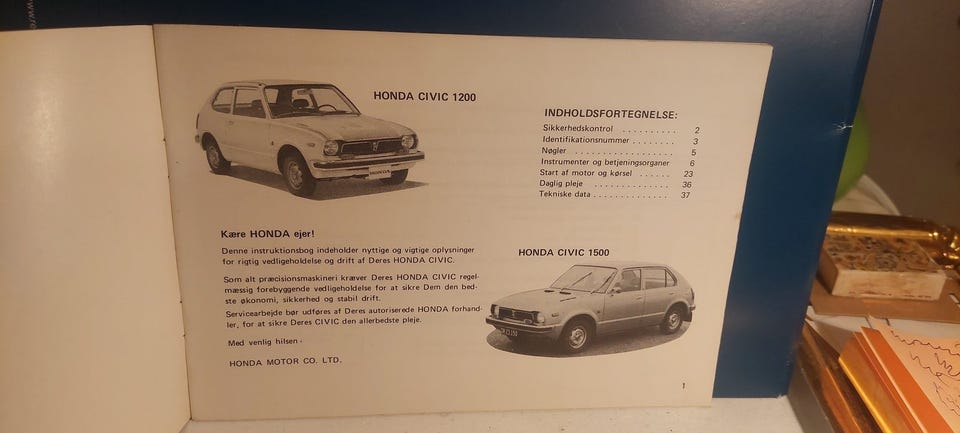 HONDA CIVIC 1200
INDHOLDSFORTEGNELSE:
Sikkerhedskontrol .......... 2
Identifikationsnummer ........ 3
Nøgler ................. 5
Instrumenter og betjeningsorganer 6
Start af motor og kørsel ...... 23
Daglig pleje .............. 36
Tekniske data .............. 37
Kære HONDA ejer!
Denne instruktionsbog indeholder nyttige og vigtige oplysninger
for rigtig vedligeholdelse og drift af Deres HONDA CIVIC.
Som alt præcisionsmaskineri kræver Deres HONDA CIVIC regel-
mæssig forebyggende vedligeholdelse for at sikre Dem den bed-
ste økonomi, sikkerhed og stabil drift.
Servicearbejde bør udføres af Deres autoriserede HONDA forhand-
ler, for at sikre Deres CIVIC den allerbedste pleje.
Med venlig hilsen
HONDA MOTOR CO. LTD.
HONDA CIVIC 1500
HONDA
1